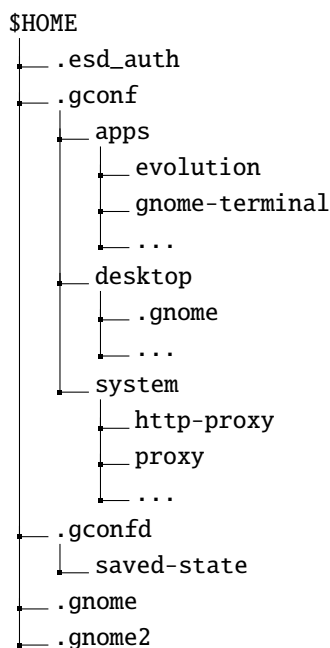 $HOME
.esd_auth
.gconf
apps
evolution
gnome-terminal
...
desktop
.gnome
...
system
http-proxy
proxy
...
.gconfd
saved-state
.gnome
.gnome2